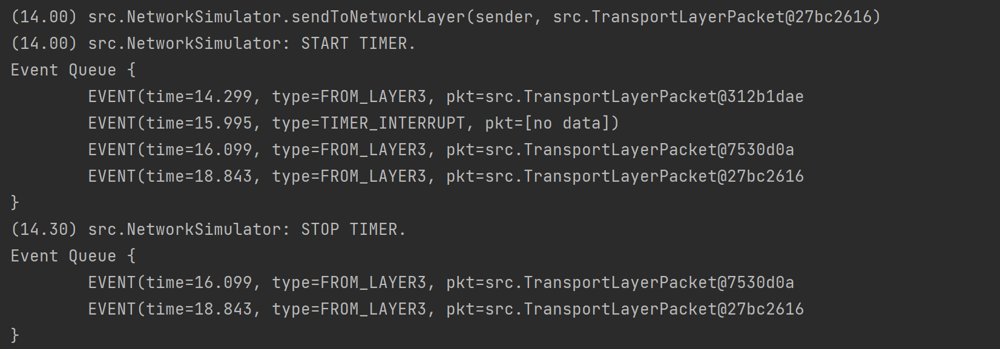 (14.00) src.NetworkSimulator.sendToNetworkLayer(sender, src.TransportLayerPacket@27bc2616)
(14.00) src.NetworkSimulator: START TIMER.
Event Queue {
        EVENT(time=14.299, type=FROM_LAYER3, pkt=src.TransportLayerPacket@312b1dae
        EVENT(time=15.995, type=TIMER_INTERRUPT, pkt=[no data])
        EVENT(time=16.099, type=FROM_LAYER3, pkt=src.TransportLayerPacket@7530d0a
        EVENT(time=18.843, type=FROM_LAYER3, pkt=src.TransportLayerPacket@27bc2616
}
(14.30) src.NetworkSimulator: STOP TIMER.
Event Queue {
        EVENT(time=16.099, type=FROM_LAYER3, pkt=src.TransportLayerPacket@7530d0a
        EVENT(time=18.843, type=FROM_LAYER3, pkt=src.TransportLayerPacket@27bc2616
}